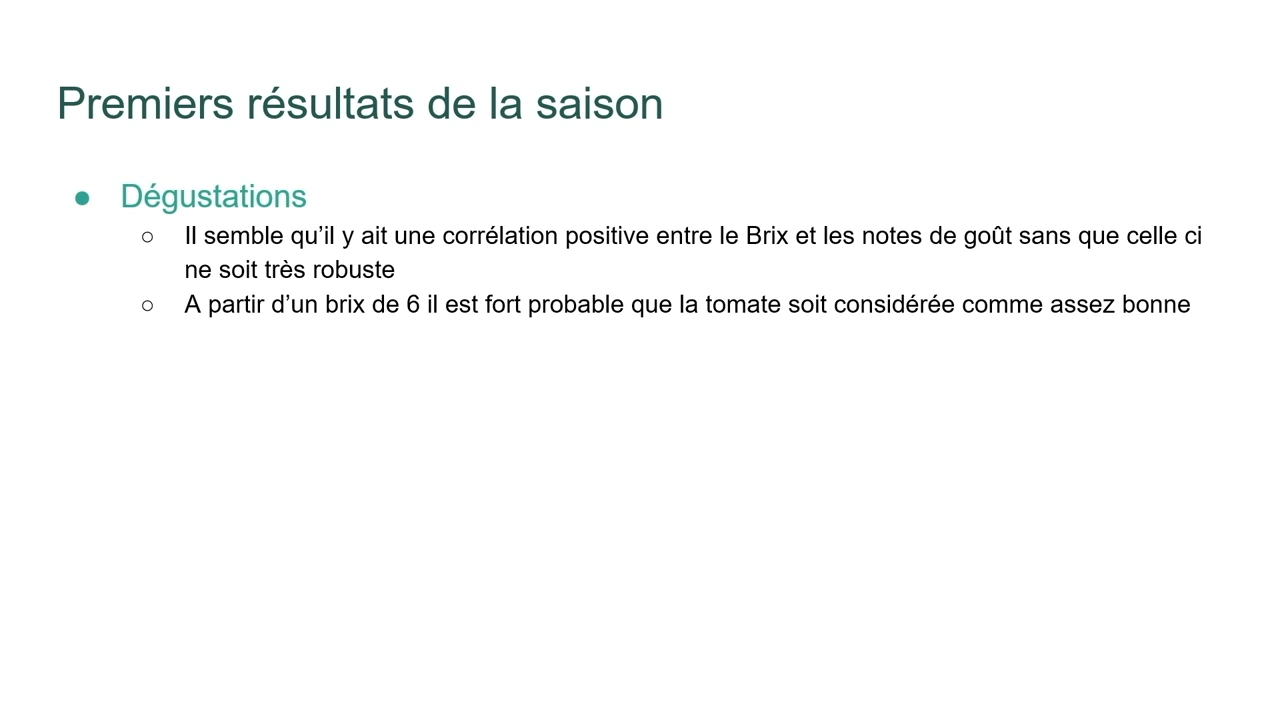 Premiers résultats de la saison
● Dégustations
○ Il semble qu’il y ait une corrélation positive entre le Brix et les notes de goût sans que celle ci
ne soit très robuste
○ A partir d’un brix de 6 il est fort probable que la tomate soit considérée comme assez bonne